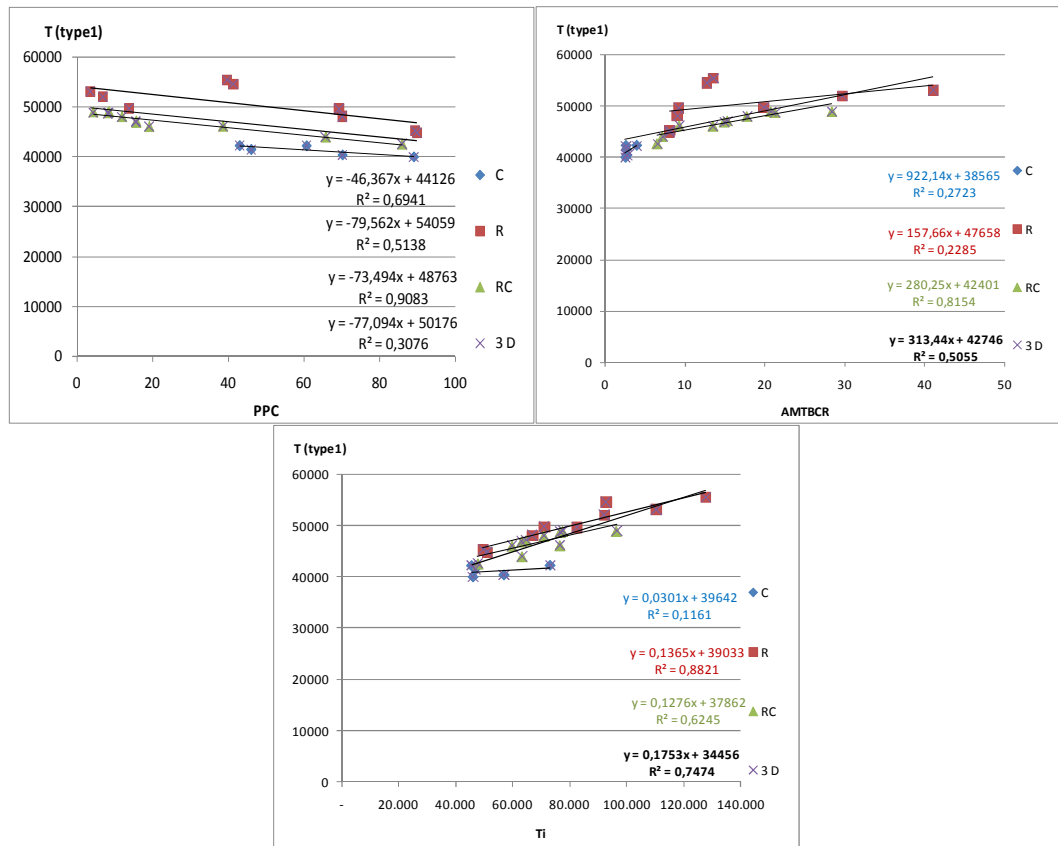 T (type1)
60000
50000
40000
30000
20000
10000
0
0 20 40 60 80 100
PPC
y = -46,367x + 44126
R² = 0,6941
y = -79,562x + 54059
R² = 0,5138
y = -73,494x + 48763
R² = 0,9083
y = -77,094x + 50176
R² = 0,3076
C
R
RC
3 D
T (type1)
60000
50000
40000
30000
20000
10000
0
0 10 20 30 40 50
AMTBCR
y = 922,14x + 38565
R² = 0,2723
y = 157,66x + 47658
R² = 0,2285
y = 280,25x + 42401
R² = 0,8154
y = 313,44x + 42746
R² = 0,5055
C
R
RC
3 D
T (type1)
60000
50000
40000
30000
20000
10000
0
- 20.000 40.000 60.000 80.000 100.000 120.000 140.000
Ti
y = 0,0301x + 39642
R² = 0,1161
y = 0,1365x + 39033
R² = 0,8821
y = 0,1276x + 37862
R² = 0,6245
y = 0,1753x + 34456
R² = 0,7474
C
R
RC
3 D